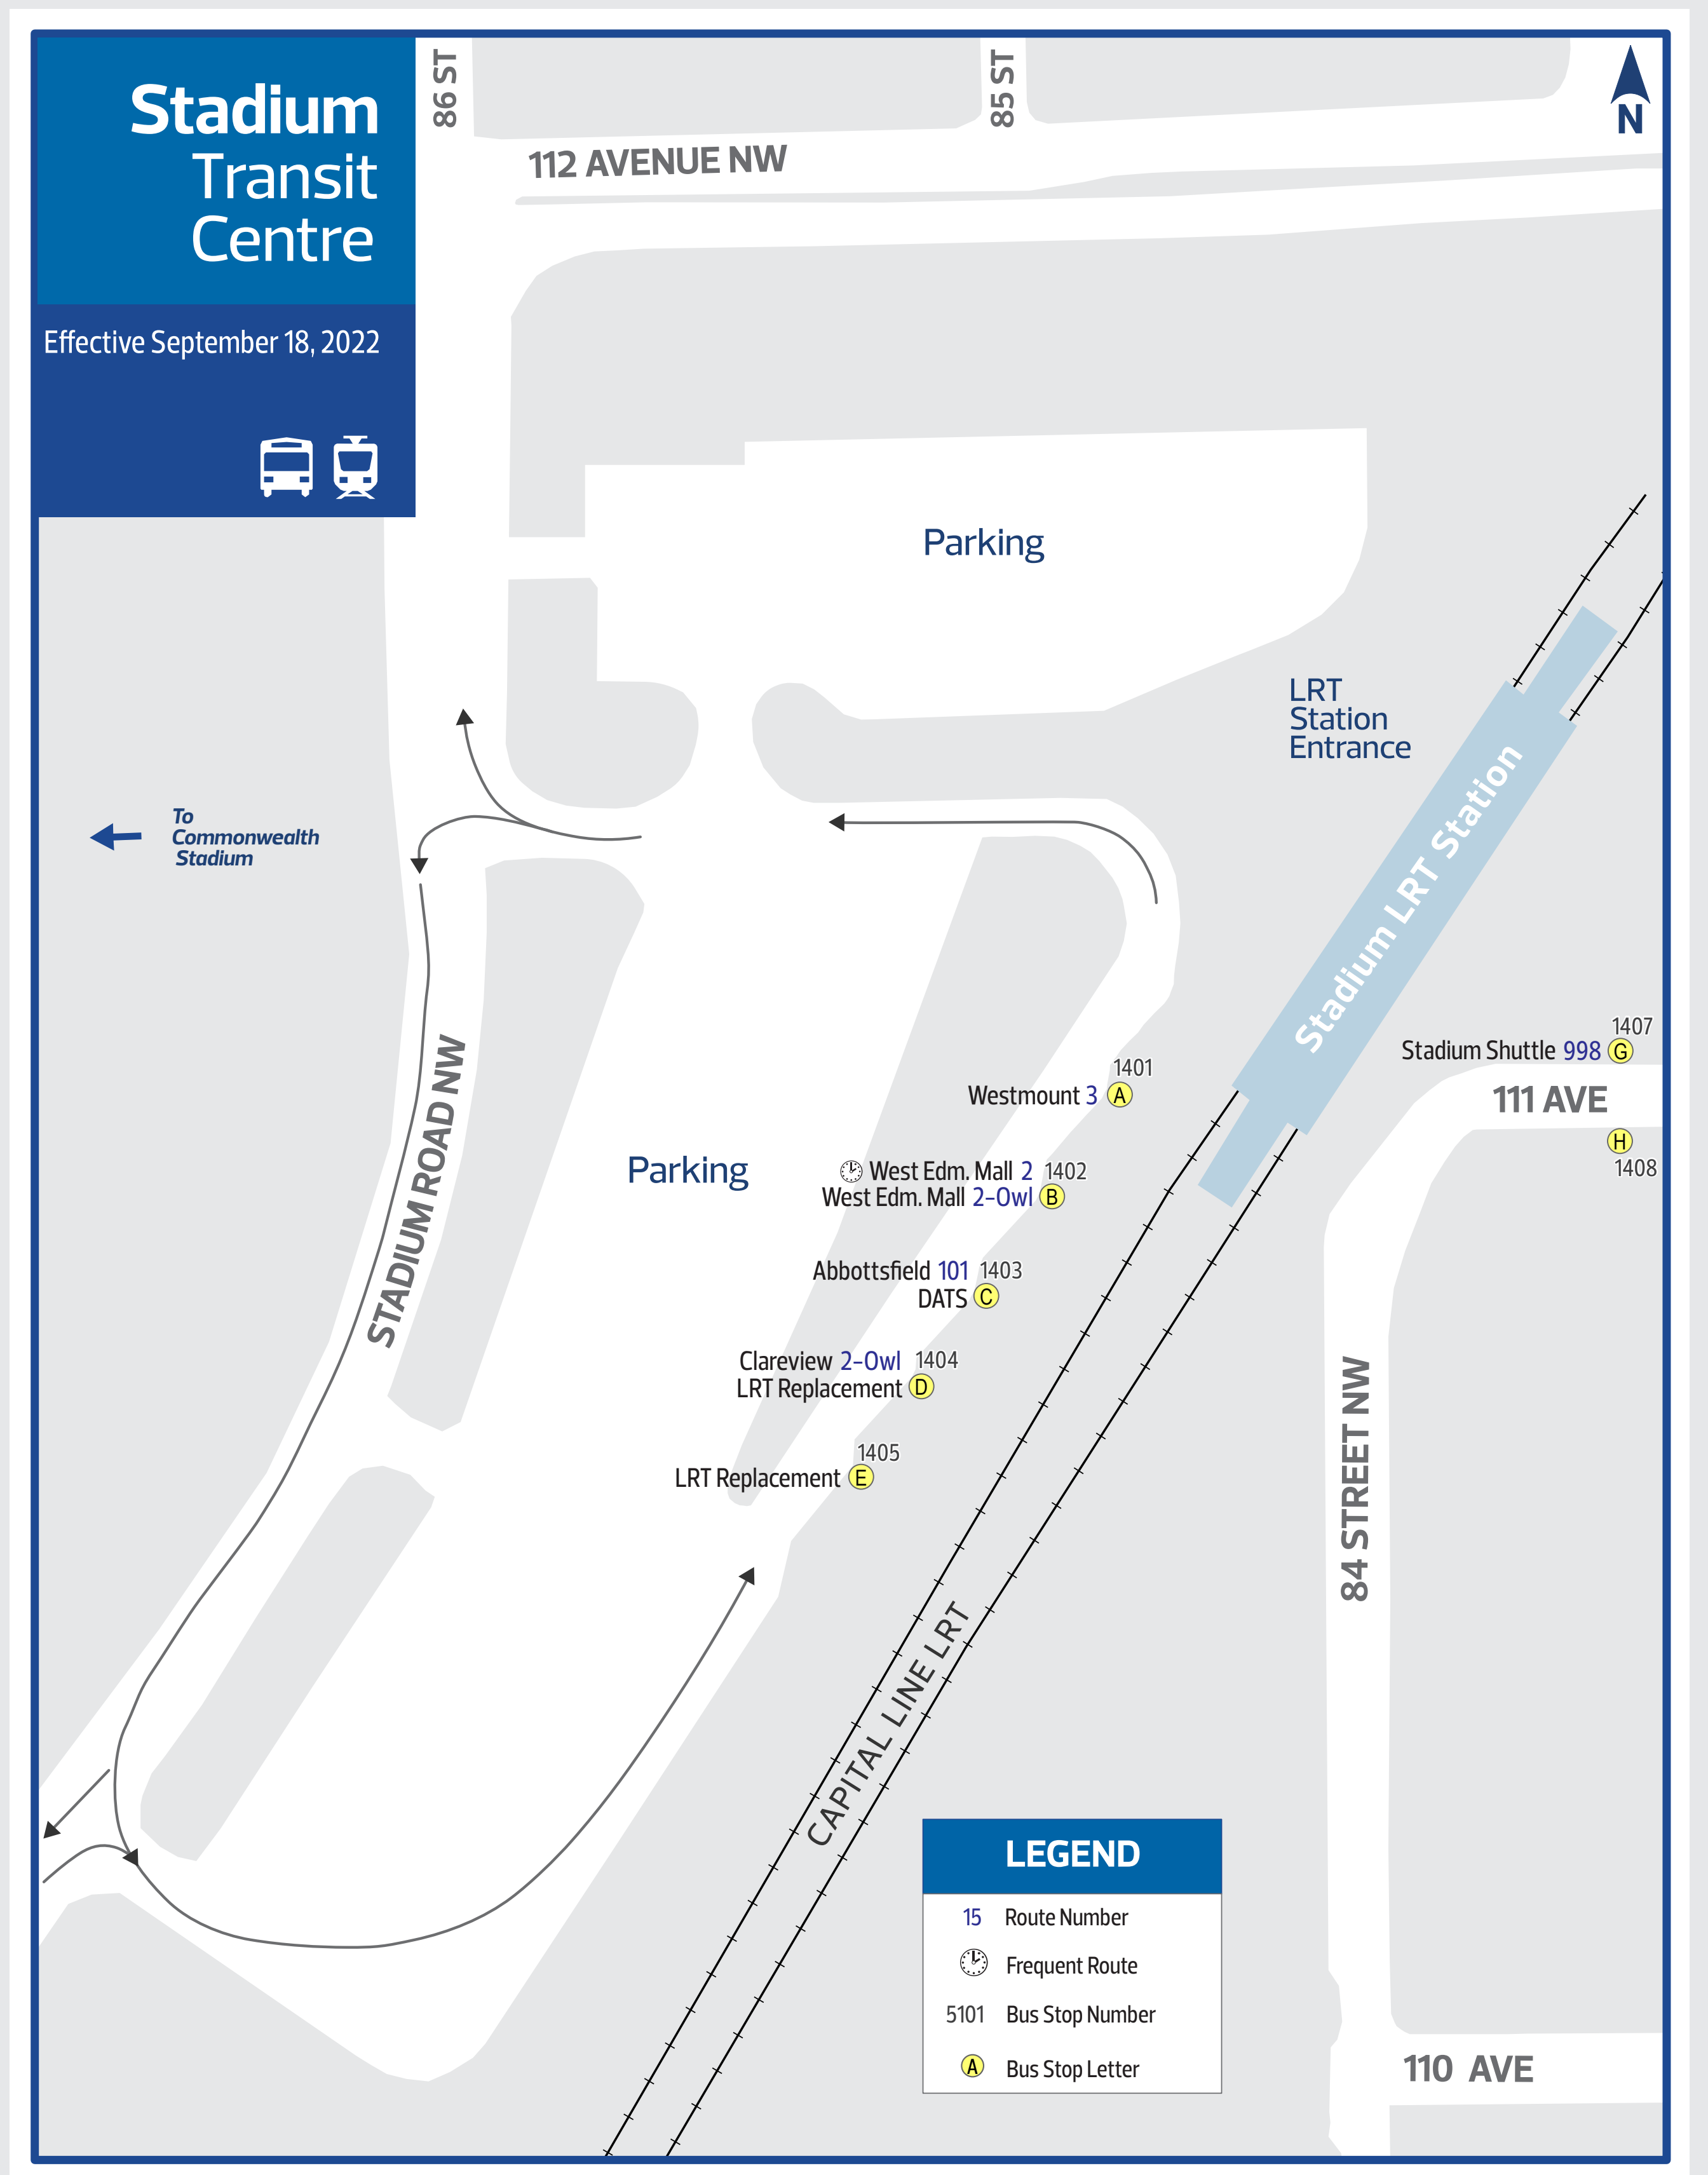 Stadium
Transit
Centre
Effective September 18, 2022
86 ST
85 ST
N
112 AVENUE NW
Parking
LRT
Station
Entrance
To
Commonwealth
Stadium
Stadium LRT Station
STADIUM ROAD NW
1407
Stadium Shuttle 998 G
111 AVE
H
1408
1401
Westmount 3 A
Parking
West Edm. Mall 2 1402
West Edm. Mall 2-Owl B
Abbottsfield 101 1403
DATS C
Clareview 2-Owl 1404
LRT Replacement D
1405
LRT Replacement E
84 STREET NW
CAPITAL LINE LRT
LEGEND
15 Route Number
Frequent Route
5101 Bus Stop Number
A Bus Stop Letter
110 AVE